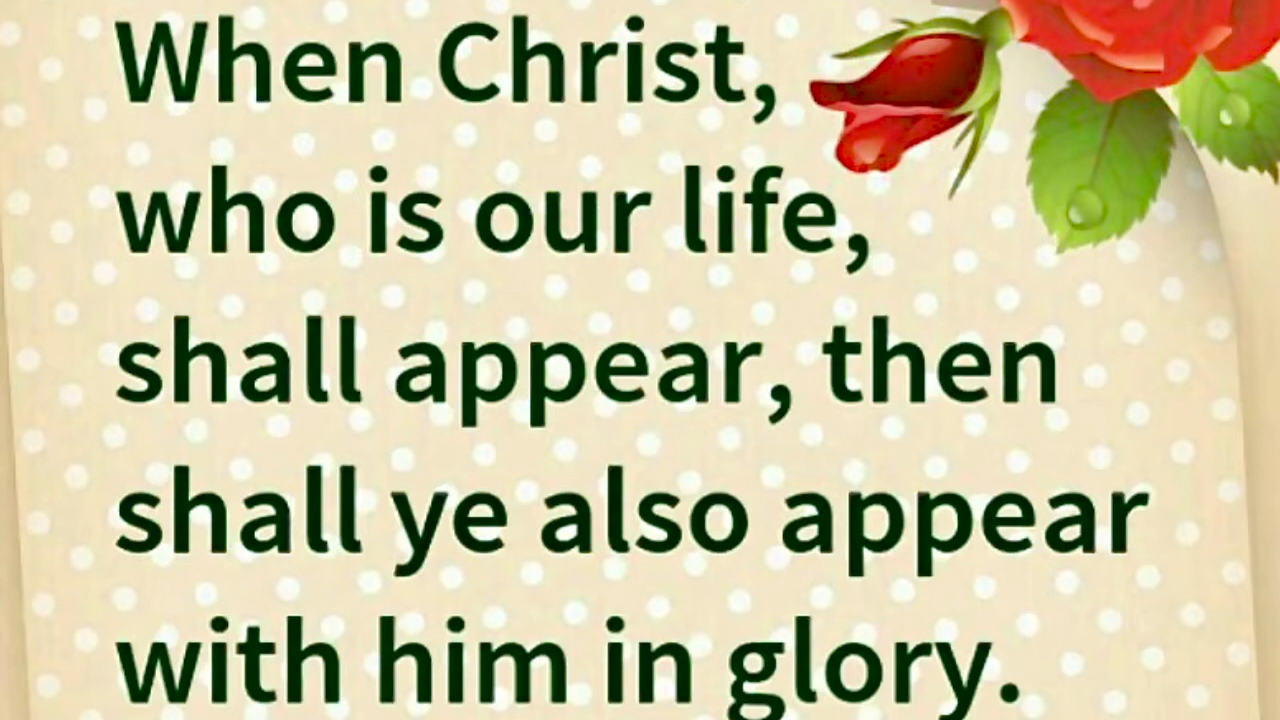 When Christ,
who is our life,
shall appear, then
shall ye also appear
with him in glory.